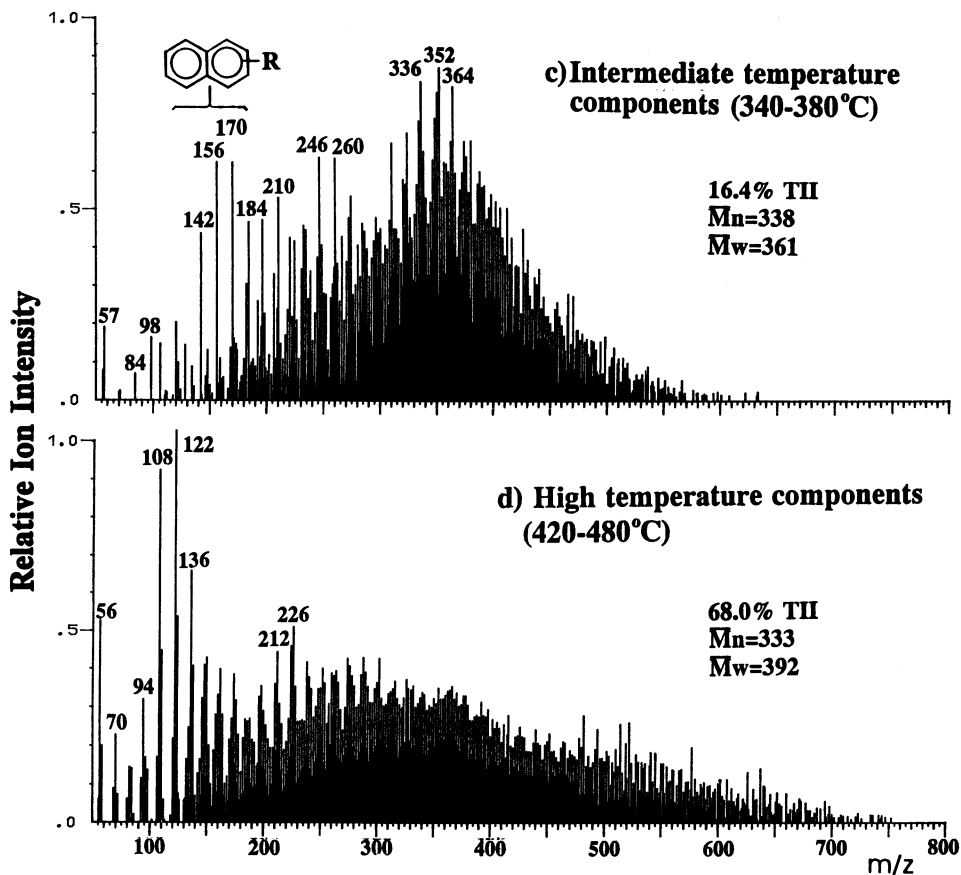 1.0
R
170
156
142
184
210
246
260
336
352
364
c) Intermediate temperature
components (340-380°C)
16.4% TII
M̅n=338
M̅w=361
.5
57
84
98
.0
Relative Ion Intensity
1.0
108
122
136
d) High temperature components
(420-480°C)
68.0% TII
M̅n=333
M̅w=392
56
.5
70
94
212
226
.0
100 200 300 400 500 600 700 800
m/z